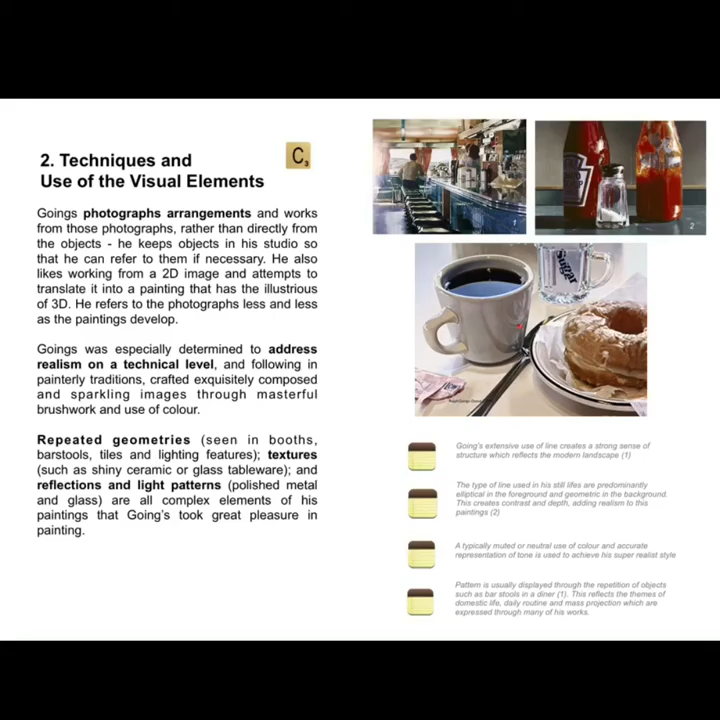 2. Techniques and
Use of the Visual Elements
C3
Goings photographs arrangements and works
from those photographs, rather than directly from
the objects - he keeps objects in his studio so
that he can refer to them if necessary. He also
likes working from a 2D image and attempts to
translate it into a painting that has the illustrious
of 3D. He refers to the photographs less and less
as the paintings develop.
Goings was especially determined to address
realism on a technical level, and following in
painterly traditions, crafted exquisitely composed
and sparkling images through masterful
brushwork and use of colour.
Repeated geometries (seen in booths,
barstools, tiles and lighting features); textures
(such as shiny ceramic or glass tableware); and
reflections and light patterns (polished metal
and glass) are all complex elements of his
paintings that Going's took great pleasure in
painting.
1
2
Sugar
Going's extensive use of line creates a strong sense of
structure which reflects the modern landscape (1)
The type of line used in his still lifes are predominantly
elliptical in the foreground and geometric in the background.
This creates contrast and depth, adding realism to this
paintings (2)
A typically muted or neutral use of colour and accurate
representation of tone is used to achieve his super realist style
Pattern is usually displayed through the repetition of objects
such as bar stools in a diner (1). This reflects the themes of
domestic life, daily routine and mass projection which are
expressed through many of his works.